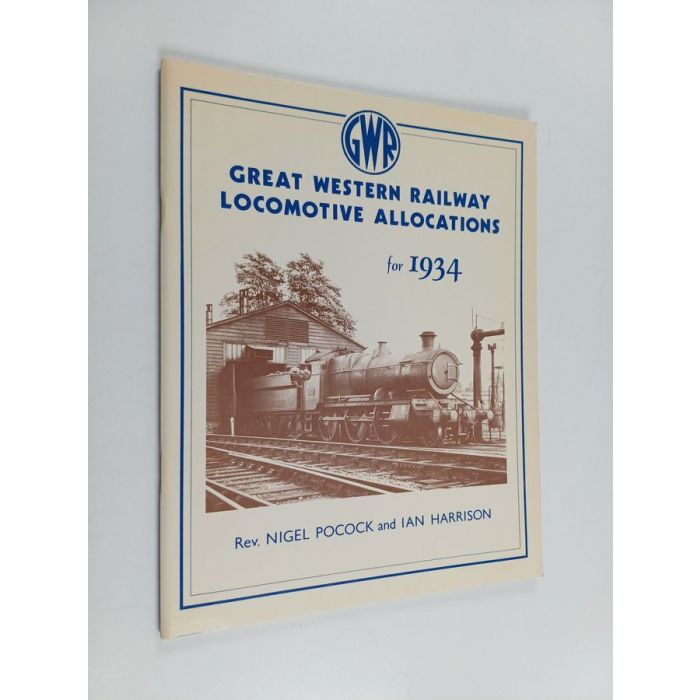 GWR
GREAT WESTERN RAILWAY
LOCOMOTIVE ALLOCATIONS
for 1934
Rev. NIGEL POCOCK and IAN HARRISON